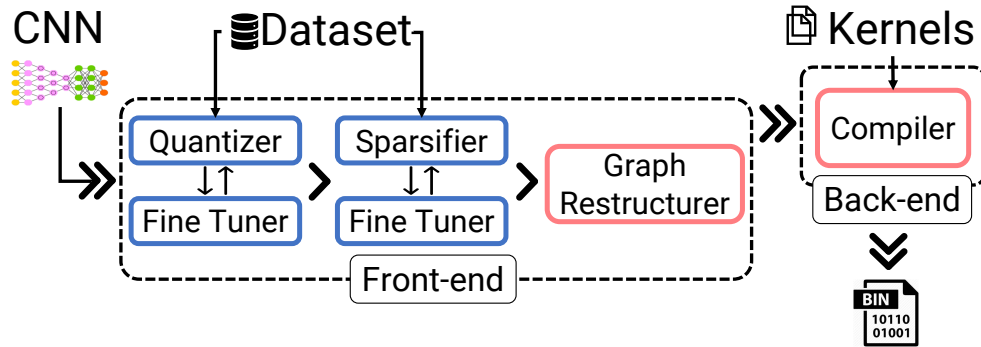 CNN
Dataset
Kernels
Quantizer
Sparsifier
Compiler
Graph
Restructurer
Fine Tuner
Fine Tuner
Back-end
Front-end
BIN
10110
01001